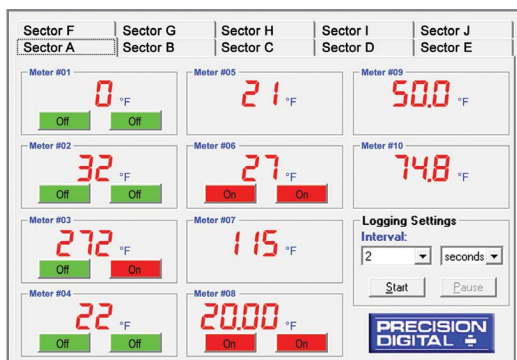 Sector F Sector G Sector H Sector I Sector J
Sector A Sector B Sector C Sector D Sector E
Meter #01
0 °F
Off Off
Meter #02
32 °F
Off Off
Meter #03
272 °F
Off On
Meter #04
22 °F
Off Off
Meter #05
21 °F
Meter #06
27 °F
On On
Meter #07
115 °F
Meter #08
20.00 °F
On On
Meter #09
50.0 °F
Meter #10
74.8 °F
Logging Settings
Interval:
2 seconds
Start Pause
PRECISION
DIGITAL